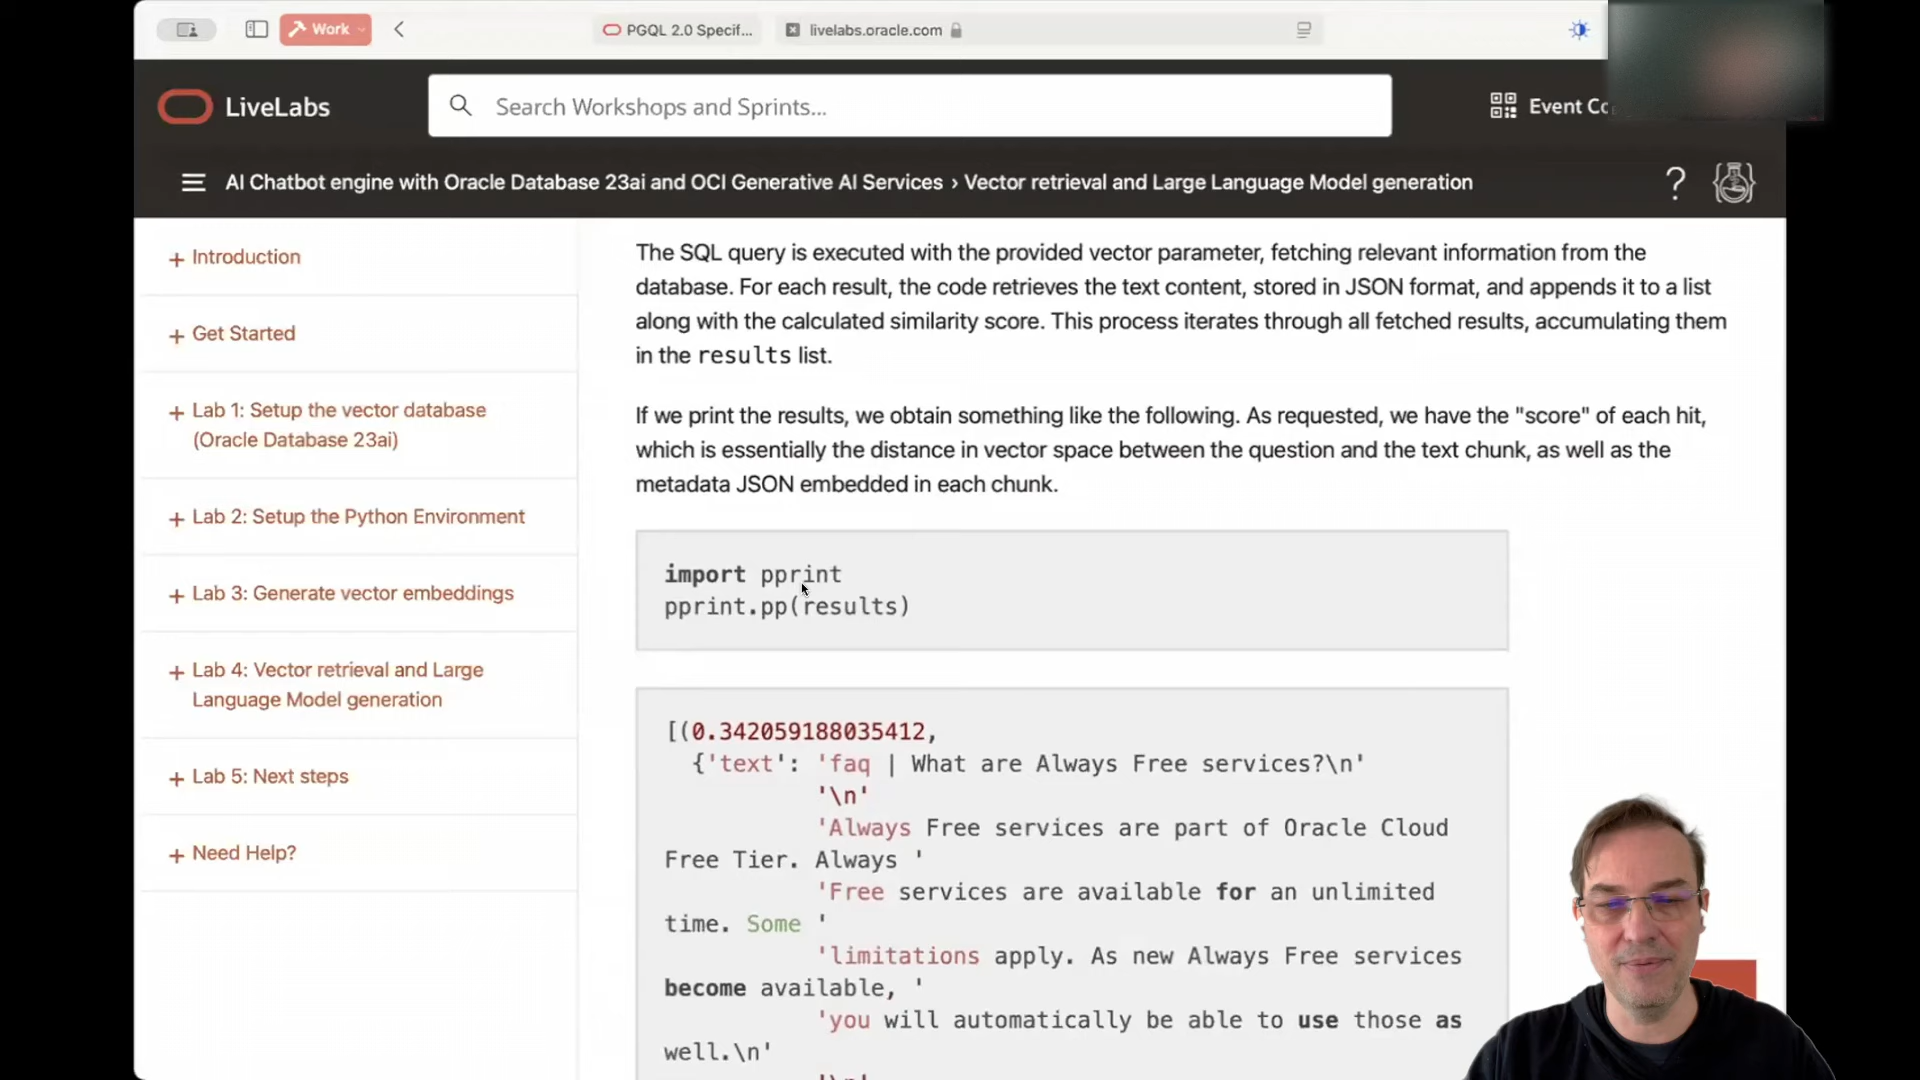 Work
PGQL 2.0 Specif...
livelabs.oracle.com
LiveLabs
Search Workshops and Sprints...
Event
AI Chatbot engine with Oracle Database 23ai and OCI Generative AI Services › Vector retrieval and Large Language Model generation
?
+ Introduction
+ Get Started
+ Lab 1: Setup the vector database
(Oracle Database 23ai)
+ Lab 2: Setup the Python Environment
+ Lab 3: Generate vector embeddings
+ Lab 4: Vector retrieval and Large
Language Model generation
+ Lab 5: Next steps
+ Need Help?
The SQL query is executed with the provided vector parameter, fetching relevant information from the
database. For each result, the code retrieves the text content, stored in JSON format, and appends it to a list
along with the calculated similarity score. This process iterates through all fetched results, accumulating them
in the results list.
If we print the results, we obtain something like the following. As requested, we have the "score" of each hit,
which is essentially the distance in vector space between the question and the text chunk, as well as the
metadata JSON embedded in each chunk.
import pprint
pprint.pp(results)
[(0.342059188035412,
{'text': 'faq | What are Always Free services?\n'
'\n'
'Always Free services are part of Oracle Cloud
Free Tier. Always '
'Free services are available for an unlimited
time. Some '
'limitations apply. As new Always Free services
become available, '
'you will automatically be able to use those as
well.\n'